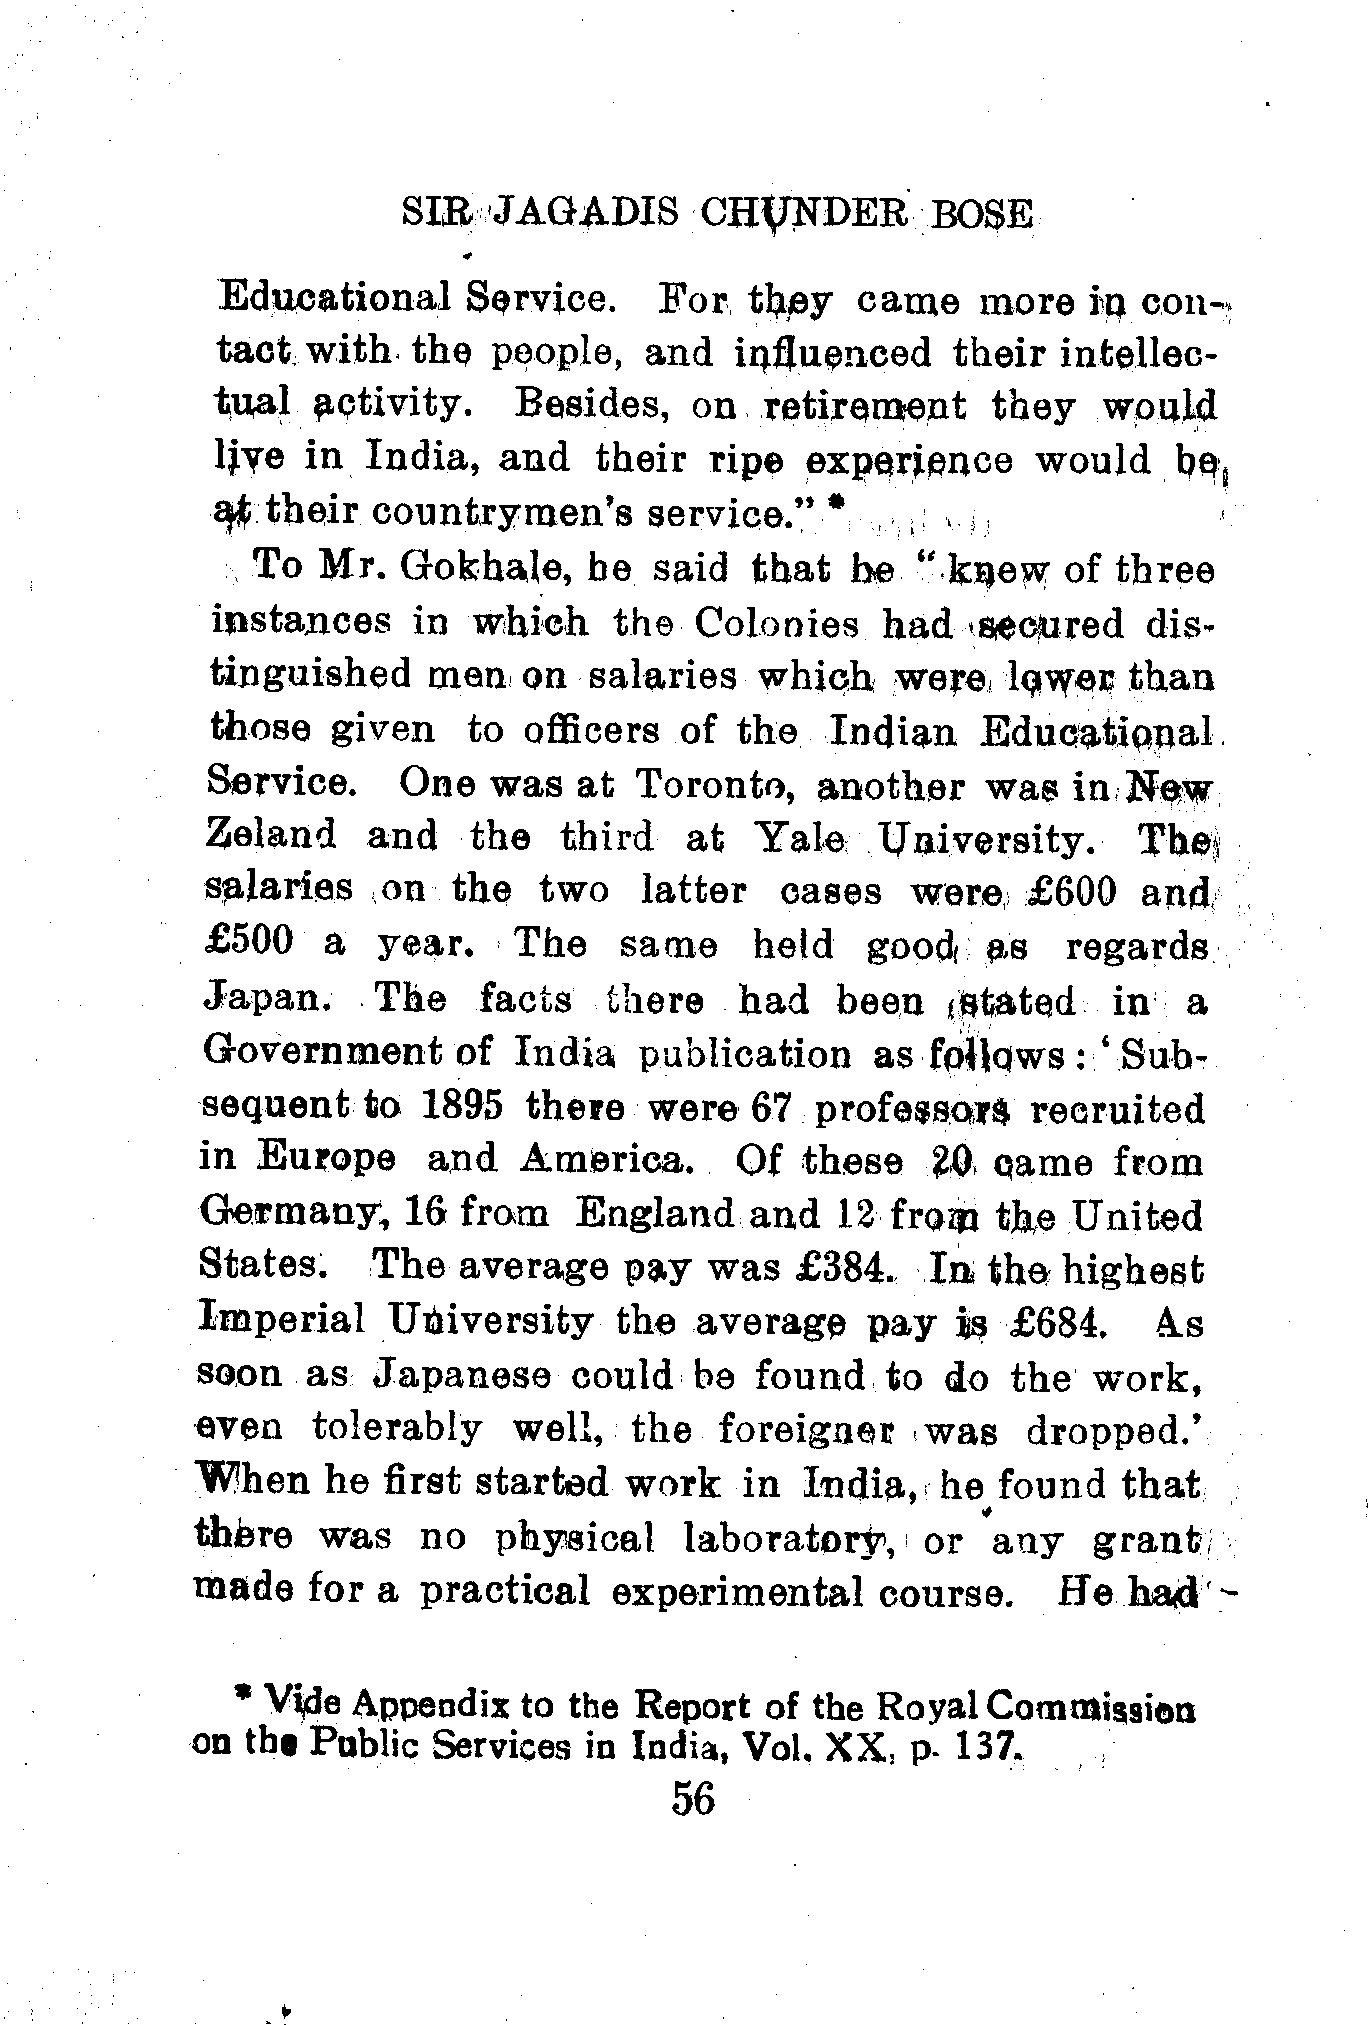 SIR JAGADIS CHUNDER BOSE
Educational Service. For they came more in con-
tact with the people, and influenced their intellec-
tual activity. Besides, on retirement they would
live in India, and their ripe experience would be
at their countrymen's service." *
To Mr. Gokhale, he said that he " knew of three
instances in which the Colonies had secured dis-
tinguished men on salaries which were lower than
those given to officers of the Indian Educational
Service. One was at Toronto, another was in New
Zeland and the third at Yale University. The
salaries on the two latter cases were £600 and
£500 a year. The same held good as regards
Japan. The facts there had been stated in a
Government of India publication as follows : ' Sub-
sequent to 1895 there were 67 professors recruited
in Europe and America. Of these 20 came from
Germany, 16 from England and 12 from the United
States. The average pay was £384. In the highest
Imperial University the average pay is £684. As
soon as Japanese could be found to do the work,
even tolerably well, the foreigner was dropped.'
When he first started work in India, he found that
there was no physical laboratory, or any grant
made for a practical experimental course. He had
* Vide Appendix to the Report of the Royal Commission
on the Public Services in India, Vol. XX, p. 137.
56